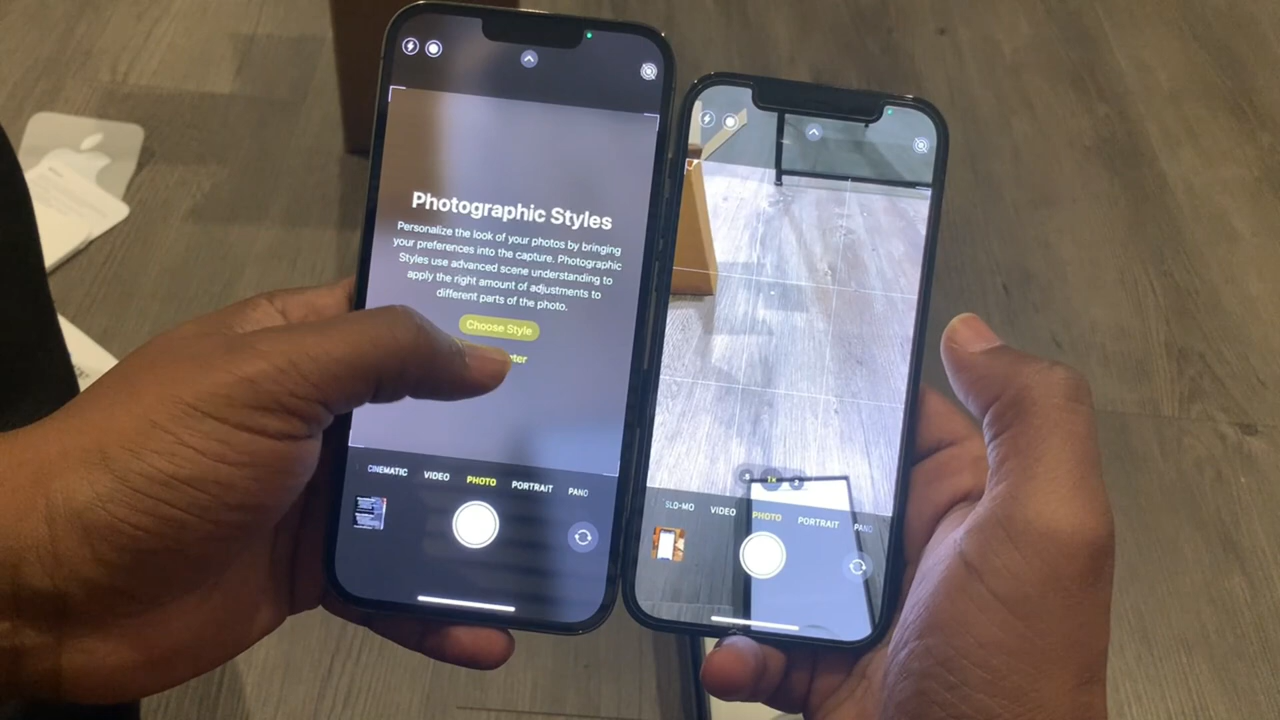 Photographic Styles
Personalize the look of your photos by bringing
your preferences into the capture. Photographic
Styles use advanced scene understanding to
apply the right amount of adjustments to
different parts of the photo.
Choose Style
CINEMATIC VIDEO PHOTO PORTRAIT PANO
1x
SLO-MO VIDEO PHOTO PORTRAIT PANO